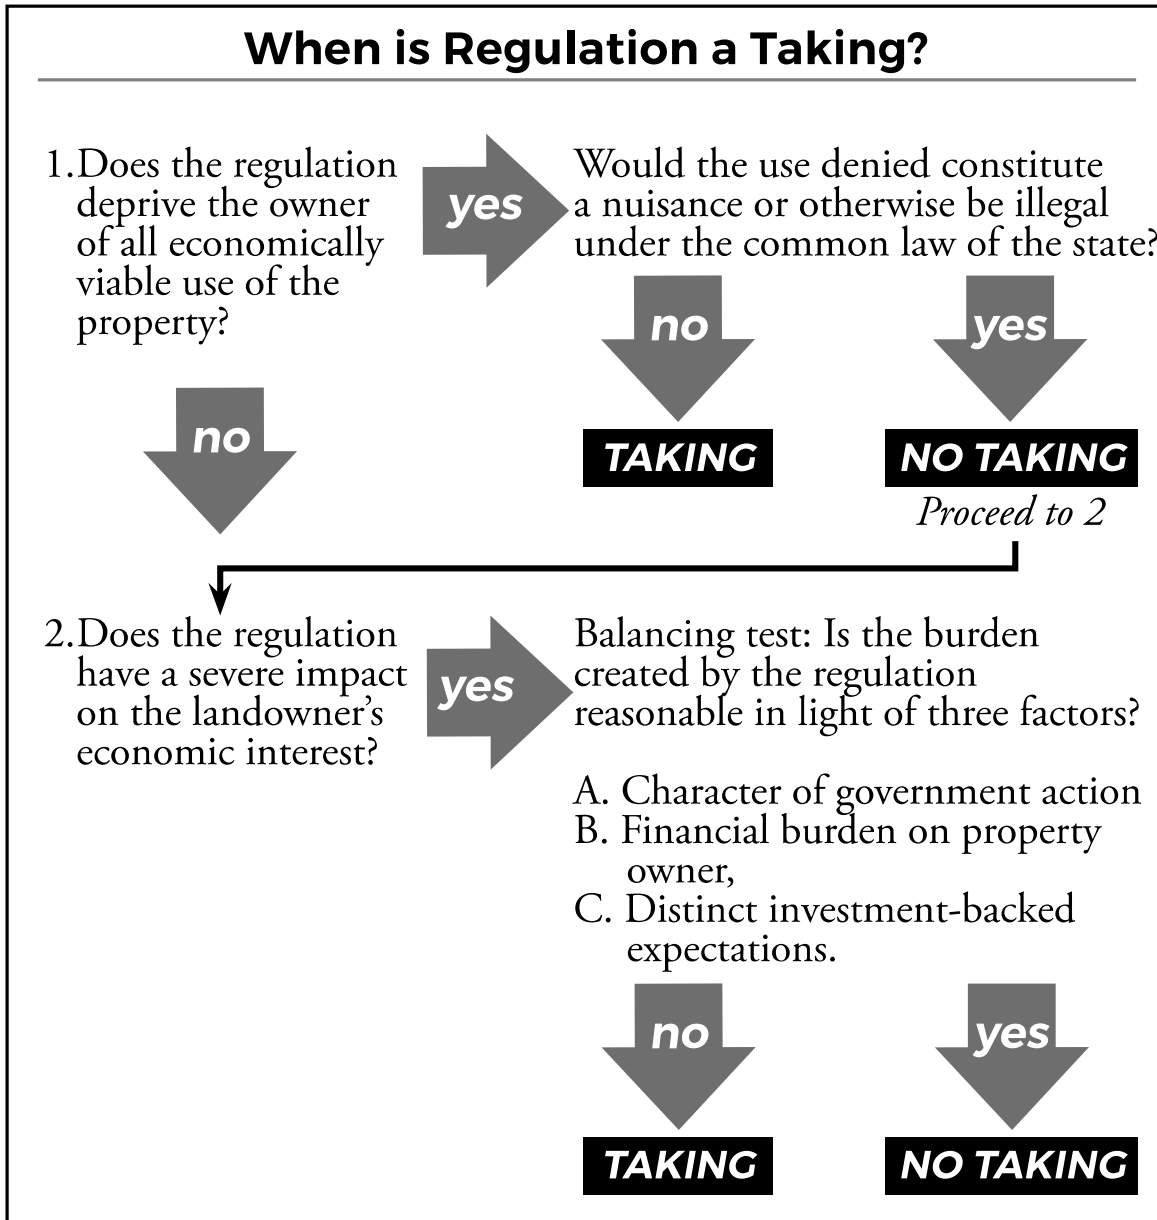 When is Regulation a Taking?
1. Does the regulation
deprive the owner
of all economically
viable use of the
property?
yes
Would the use denied constitute
a nuisance or otherwise be illegal
under the common law of the state?
no
yes
TAKING
NO TAKING
Proceed to 2
no
2. Does the regulation
have a severe impact
on the landowner’s
economic interest?
yes
Balancing test: Is the burden
created by the regulation
reasonable in light of three factors?
A. Character of government action
B. Financial burden on property
owner,
C. Distinct investment-backed
expectations.
no
yes
TAKING
NO TAKING